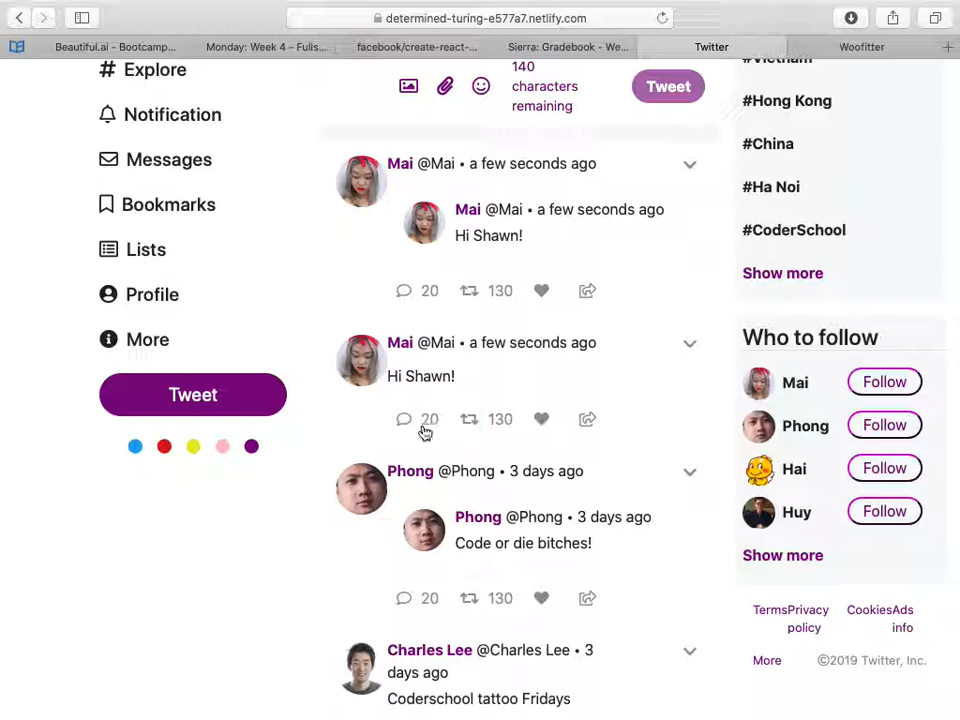 determined-turing-e577a7.netlify.com
Beautiful.ai - Bootcamp...
Monday: Week 4 – Fulls...
facebook/create-react-...
Sierra: Gradebook - We...
Twitter
Woofitter
# Explore
Notification
Messages
Bookmarks
Lists
Profile
More
Tweet
140
characters
remaining
Tweet
Mai @Mai • a few seconds ago
Mai @Mai • a few seconds ago
Hi Shawn!
20 130
Mai @Mai • a few seconds ago
Hi Shawn!
20 130
Phong @Phong • 3 days ago
Phong @Phong • 3 days ago
Code or die bitches!
20 130
Charles Lee @Charles Lee • 3
days ago
Coderschool tattoo Fridays
#Vietnam
#Hong Kong
#China
#Ha Noi
#CoderSchool
Show more
Who to follow
Mai Follow
Phong Follow
Hai Follow
Huy Follow
Show more
TermsPrivacy CookiesAds
policy info
More ©2019 Twitter, Inc.